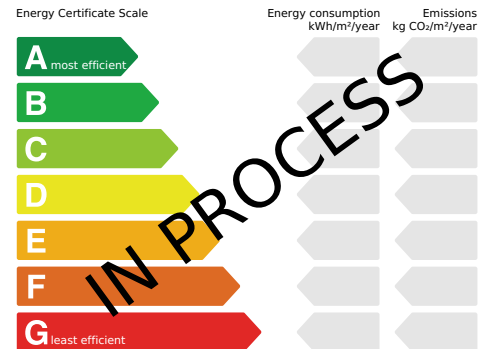 Energy Certificate Scale
Energy consumption
kWh/m²/year
Emissions
kg CO₂/m²/year
A most efficient
B
C
D
E
F
G least efficient
IN PROCESS